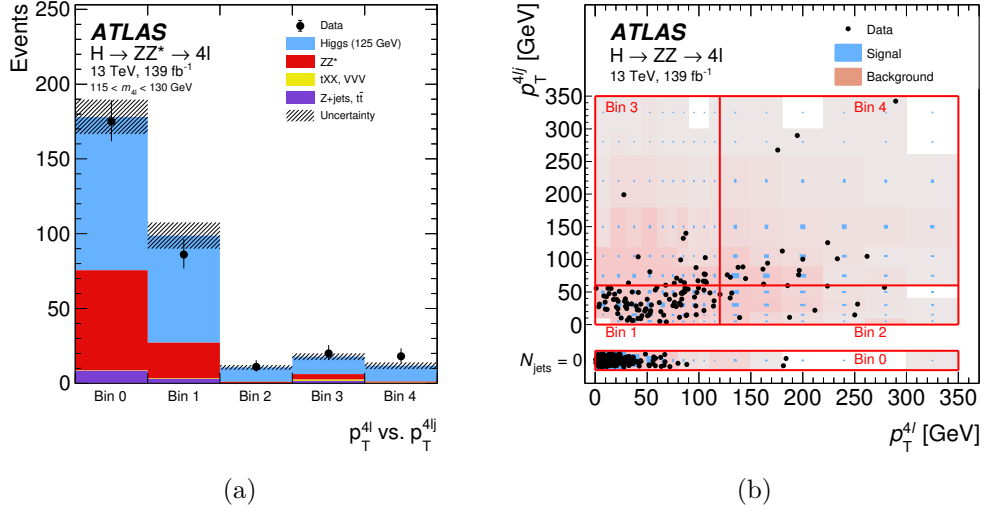 Events
250
200
150
100
50
0
ATLAS
H → ZZ* → 4l
13 TeV, 139 fb⁻¹
115 < m₄ₗ < 130 GeV
Data
Higgs (125 GeV)
ZZ*
tXX, VVV
Z+jets, tt̄
Uncertainty
Bin 0 Bin 1 Bin 2 Bin 3 Bin 4
p_T^{4l} vs. p_T^{4lj}
(a)
p_T^{4lj} [GeV]
ATLAS
H → ZZ → 4l
13 TeV, 139 fb⁻¹
Data
Signal
Background
350
300
250
200
150
100
50
0
N_jets = 0
Bin 3
Bin 4
Bin 1
Bin 2
Bin 0
0 50 100 150 200 250 300 350
p_T^{4l} [GeV]
(b)